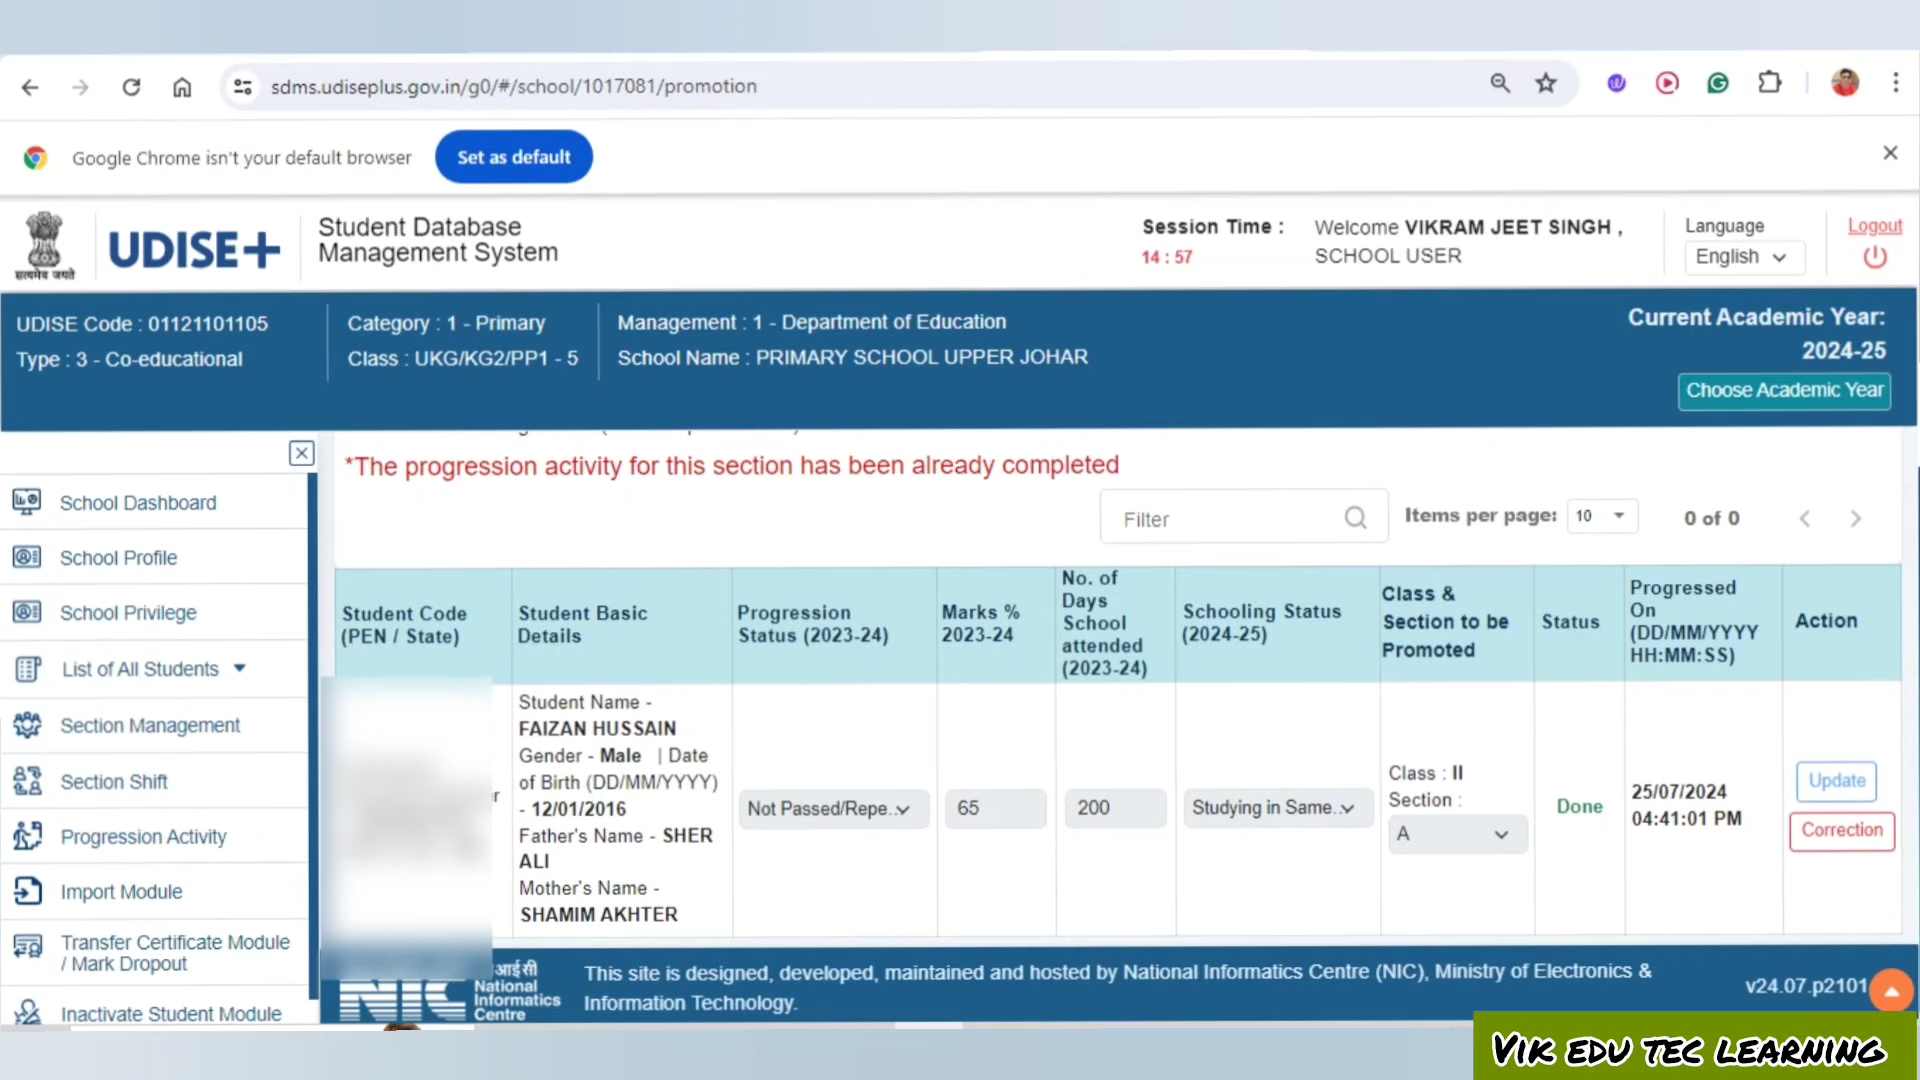 sdms.udiseplus.gov.in/g0/#/school/1017081/promotion
Google Chrome isn't your default browser
Set as default
सत्यमेव जयते
UDISE+
Student Database
Management System
Session Time :
14 : 57
Welcome VIKRAM JEET SINGH ,
SCHOOL USER
Language
English
Logout
UDISE Code : 01121101105
Type : 3 - Co-educational
Category : 1 - Primary
Class : UKG/KG2/PP1 - 5
Management : 1 - Department of Education
School Name : PRIMARY SCHOOL UPPER JOHAR
Current Academic Year:
2024-25
Choose Academic Year
School Dashboard
School Profile
School Privilege
List of All Students
Section Management
Section Shift
Progression Activity
Import Module
Transfer Certificate Module
/ Mark Dropout
Inactivate Student Module
*The progression activity for this section has been already completed
Filter
Items per page:
10
0 of 0
Student Code
(PEN / State)
Student Basic
Details
Progression
Status (2023-24)
Marks %
2023-24
No. of
Days
School
attended
(2023-24)
Schooling Status
(2024-25)
Class &
Section to be
Promoted
Status
Progressed
On
(DD/MM/YYYY
HH:MM:SS)
Action
Student Name -
FAIZAN HUSSAIN
Gender - Male | Date
of Birth (DD/MM/YYYY)
- 12/01/2016
Father's Name - SHER
ALI
Mother's Name -
SHAMIM AKHTER
Not Passed/Repe..
65
200
Studying in Same..
Class : II
Section :
A
Done
25/07/2024
04:41:01 PM
Update
Correction
NIC
आई सी
National
Informatics
Centre
This site is designed, developed, maintained and hosted by National Informatics Centre (NIC), Ministry of Electronics &
Information Technology.
v24.07.p2101
VIK EDU TEC LEARNING